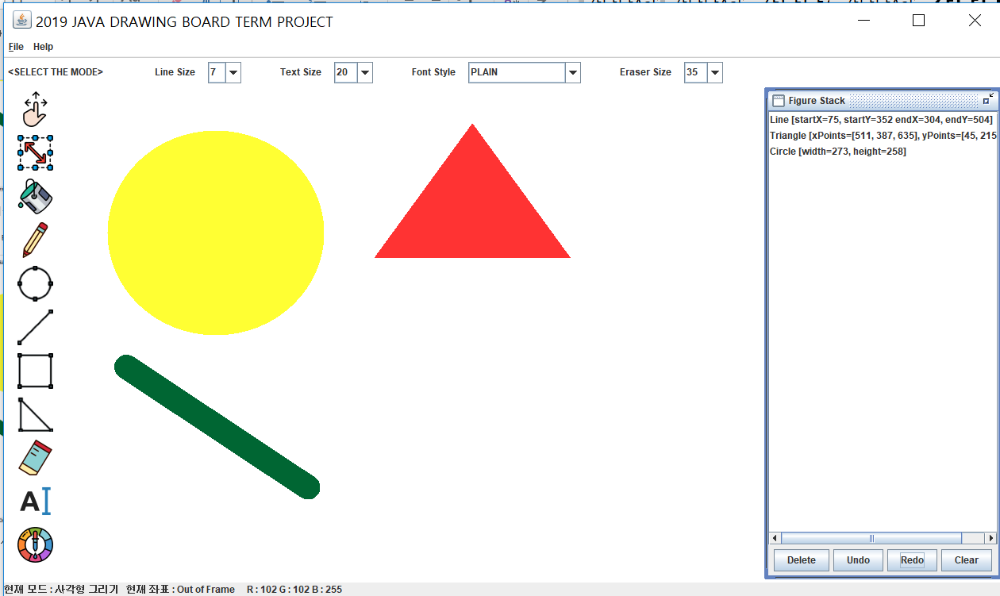 2019 JAVA DRAWING BOARD TERM PROJECT
File Help
<SELECT THE MODE> Line Size 7 Text Size 20 Font Style PLAIN Eraser Size 35
Figure Stack
Line [startX=75, startY=352 endX=304, endY=504]
Triangle [xPoints=[511, 387, 635], yPoints=[45, 215
Circle [width=273, height=258]
A
Delete Undo Redo Clear
현재 모드 : 사각형 그리기 현재 좌표 : Out of Frame R : 102 G : 102 B : 255